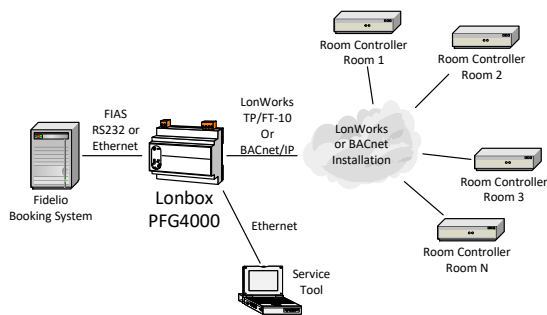 Room Controller
Room 1
Room Controller
Room 2
FIAS
RS232 or
Ethernet
LonWorks
TP/FT-10
Or
BACnet/IP
LonWorks
or BACnet
Installation
Fidelio
Booking System
Lonbox
PFG4000
Room Controller
Room 3
Ethernet
Room Controller
Room N
Service
Tool